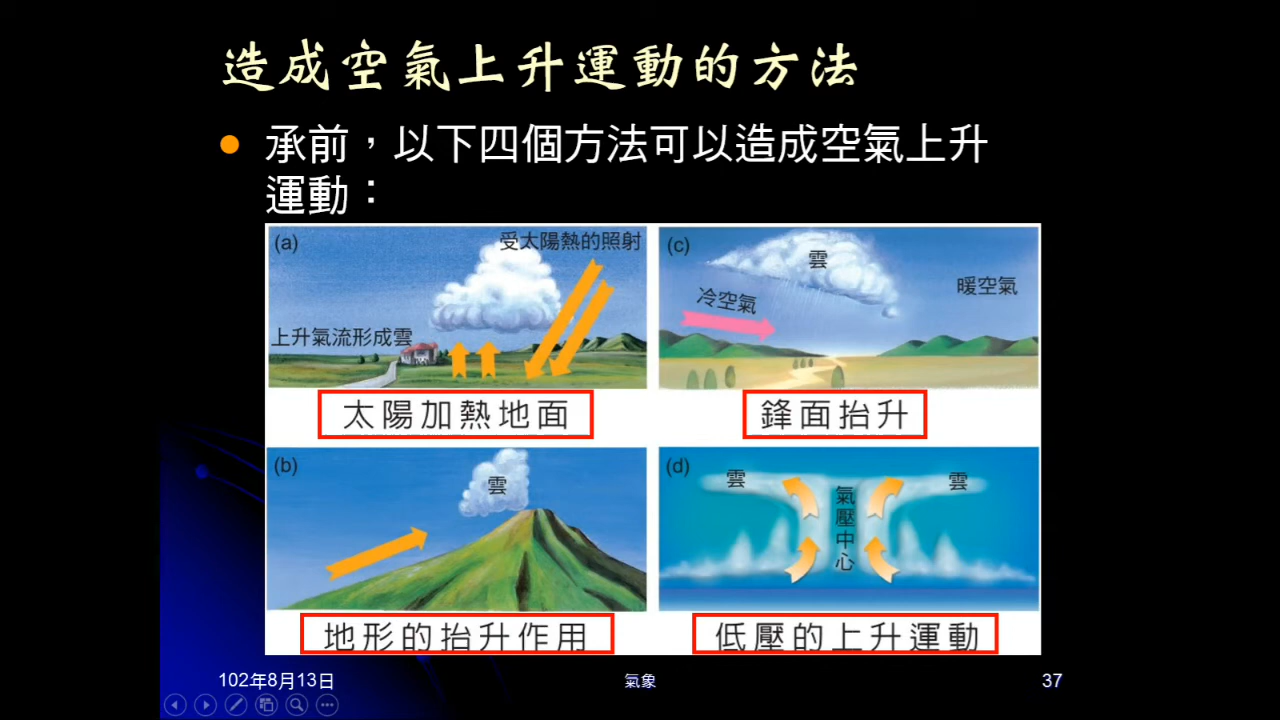 造成空氣上升運動的方法
承前，以下四個方法可以造成空氣上升
運動：
(a)
受太陽熱的照射
上升氣流形成雲
太陽加熱地面
(c)
雲
冷空氣
暖空氣
鋒面抬升
(b)
雲
地形的抬升作用
(d)
雲
氣壓中心
雲
低壓的上升運動
102年8月13日
氣象
37